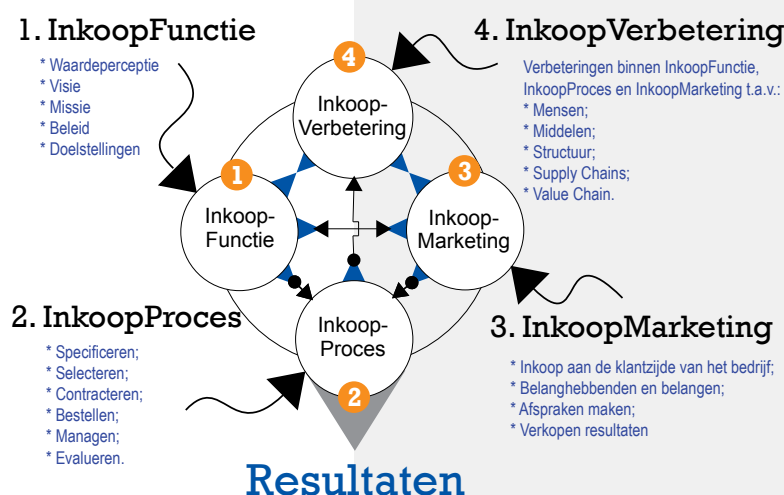 1. InkoopFunctie
* Waardeperceptie
* Visie
* Missie
* Beleid
* Doelstellingen
4. InkoopVerbetering
Verbeteringen binnen InkoopFunctie,
InkoopProces en InkoopMarketing t.a.v.:
* Mensen;
* Middelen;
* Structuur;
* Supply Chains;
* Value Chain.
4
Inkoop-
Verbetering
1
Inkoop-
Functie
3
Inkoop-
Marketing
Inkoop-
Proces
2
2. InkoopProces
* Specificeren;
* Selecteren;
* Contracteren;
* Bestellen;
* Managen;
* Evalueren.
3. InkoopMarketing
* Inkoop aan de klantzijde van het bedrijf;
* Belanghebbenden en belangen;
* Afspraken maken;
* Verkopen resultaten
Resultaten